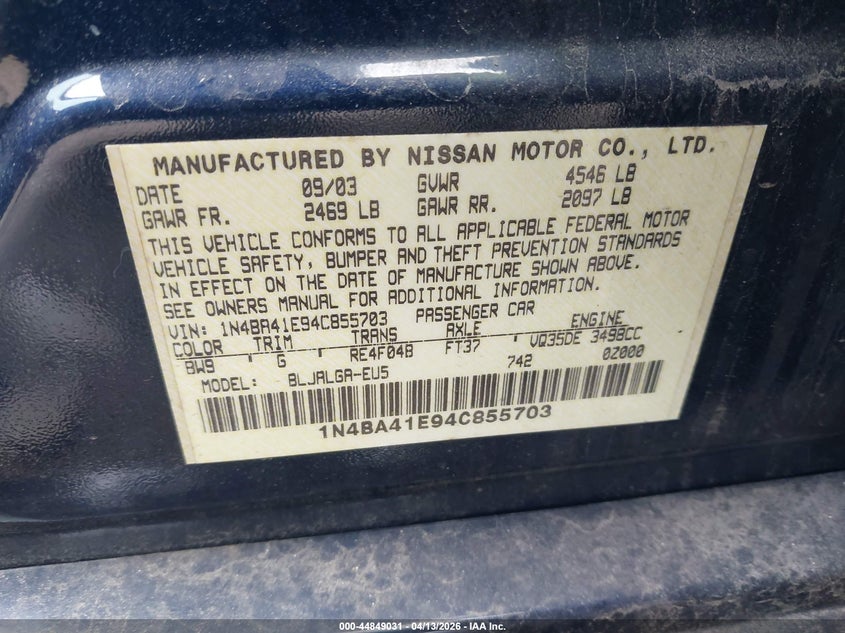 MANUFACTURED BY NISSAN MOTOR CO., LTD.
DATE 09/03 GVWR 4546 LB
GAWR FR. 2469 LB GAWR RR. 2097 LB
THIS VEHICLE CONFORMS TO ALL APPLICABLE FEDERAL MOTOR
VEHICLE SAFETY, BUMPER AND THEFT PREVENTION STANDARDS
IN EFFECT ON THE DATE OF MANUFACTURE SHOWN ABOVE.
SEE OWNERS MANUAL FOR ADDITIONAL INFORMATION.
VIN: 1N4BA41E94C855703 PASSENGER CAR
COLOR TRIM TRANS AXLE ENGINE
BW9 G RE4F04B FT37 VQ35DE 3498CC
742 0Z000
MODEL: BLJALGA-EU5
1N4BA41E94C855703
000-44849031 - 04/13/2026 - IAA Inc.